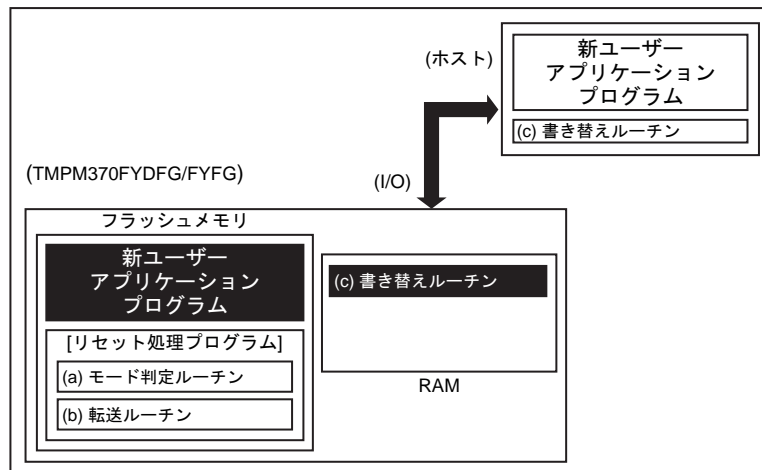 (ホスト)
新ユーザー
アプリケーション
プログラム
(c) 書き替えルーチン
(TMPM370FYDFG/FYFG)
(I/O)
フラッシュメモリ
新ユーザー
アプリケーション
プログラム
[リセット処理プログラム]
(a) モード判定ルーチン
(b) 転送ルーチン
(c) 書き替えルーチン
RAM